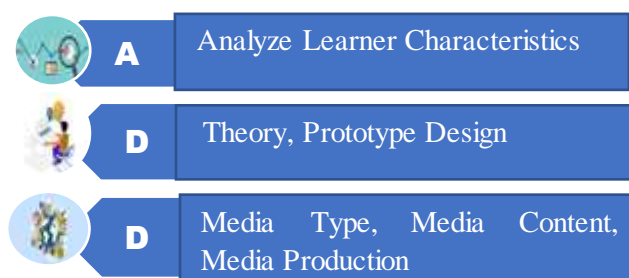 A Analyze Learner Characteristics
D Theory, Prototype Design
D Media Type, Media Content,
Media Production